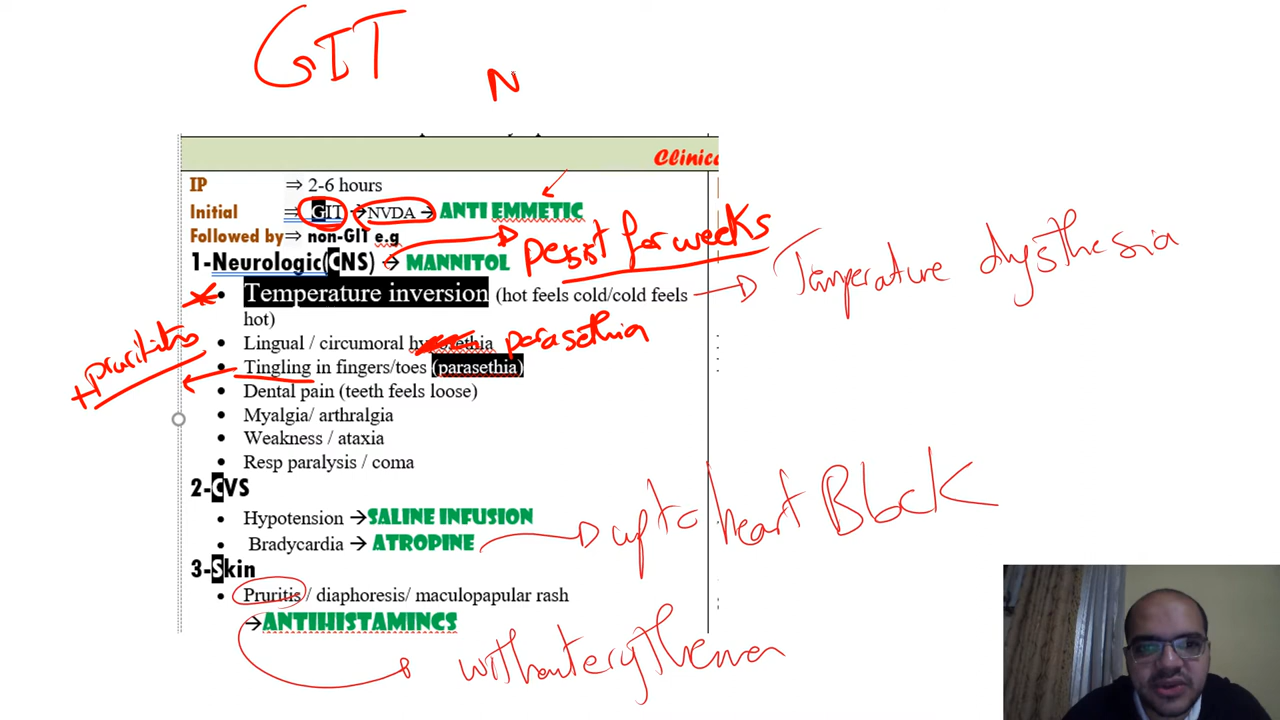 GIT
N
Clinica
IP ⇒ 2-6 hours
Initial ⇒ GIT → NVDA → ANTI EMMETIC
Followed by ⇒ non-GIT e.g
persist for weeks
1-Neurologic(CNS) → MANNITOL
• Temperature inversion (hot feels cold/cold feels
hot)
Temperature dysthesia
• Lingual / circumoral parasethia
+ pruritits
• Tingling in fingers/toes (parasethia)
• Dental pain (teeth feels loose)
• Myalgia/ arthralgia
• Weakness / ataxia
• Resp paralysis / coma
2-CVS
• Hypotension → SALINE INFUSION
• Bradycardia → ATROPINE
up to heart Block
3-Skin
• Pruritis / diaphoresis/ maculopapular rash
→ANTIHISTAMINCS
without erythema